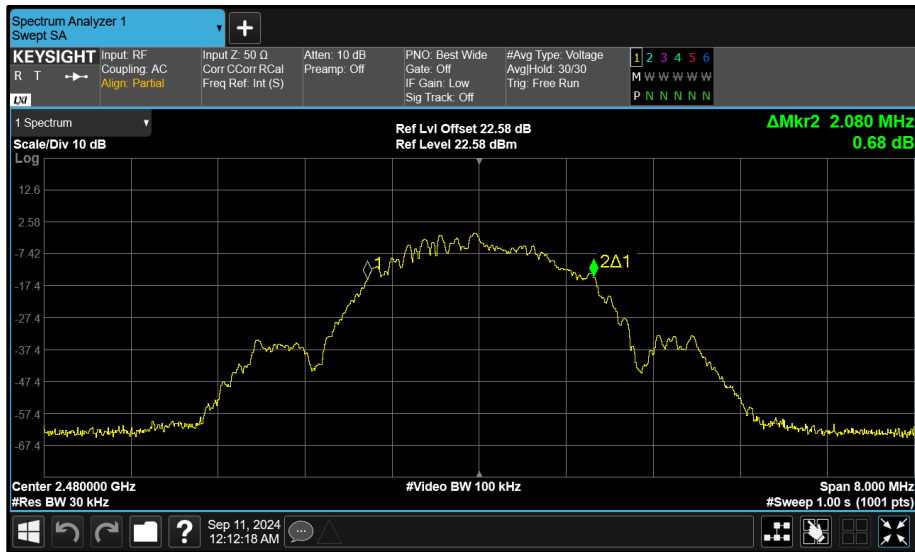 Spectrum Analyzer 1
Swept SA
+
KEYSIGHT
R T
LXI
Input: RF
Coupling: AC
Align: Partial
Input Z: 50 Ω
Corr CCorr RCal
Freq Ref: Int (S)
Atten: 10 dB
Preamp: Off
PNO: Best Wide
Gate: Off
IF Gain: Low
Sig Track: Off
#Avg Type: Voltage
Avg|Hold: 30/30
Trig: Free Run
1 2 3 4 5 6
M W W W W W
P N N N N N
1 Spectrum
Scale/Div 10 dB
Log
Ref Lvl Offset 22.58 dB
Ref Level 22.58 dBm
ΔMkr2 2.080 MHz
0.68 dB
12.6
2.58
-7.42
-17.4
-27.4
-37.4
-47.4
-57.4
-67.4
1
2Δ1
Center 2.480000 GHz
#Res BW 30 kHz
#Video BW 100 kHz
Span 8.000 MHz
#Sweep 1.00 s (1001 pts)
?
Sep 11, 2024
12:12:18 AM